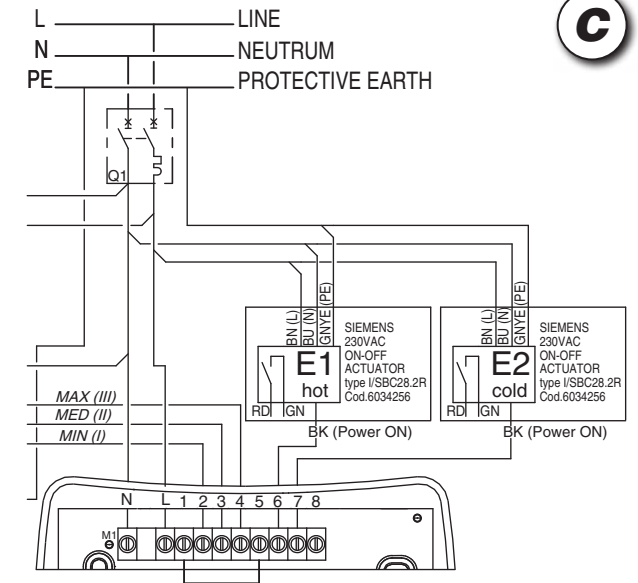 L LINE
N NEUTRUM
PE PROTECTIVE EARTH
C
Q1
BN (L)
BU (N)
GNYE (PE)
E1
hot
SIEMENS
230VAC
ON-OFF
ACTUATOR
type I/SBC28.2R
Cod.6034256
RD GN
BK (Power ON)
BN (L)
BU (N)
GNYE (PE)
E2
cold
SIEMENS
230VAC
ON-OFF
ACTUATOR
type I/SBC28.2R
Cod.6034256
RD GN
BK (Power ON)
MAX (III)
MED (II)
MIN (I)
N L 1 2 3 4 5 6 7 8
M1